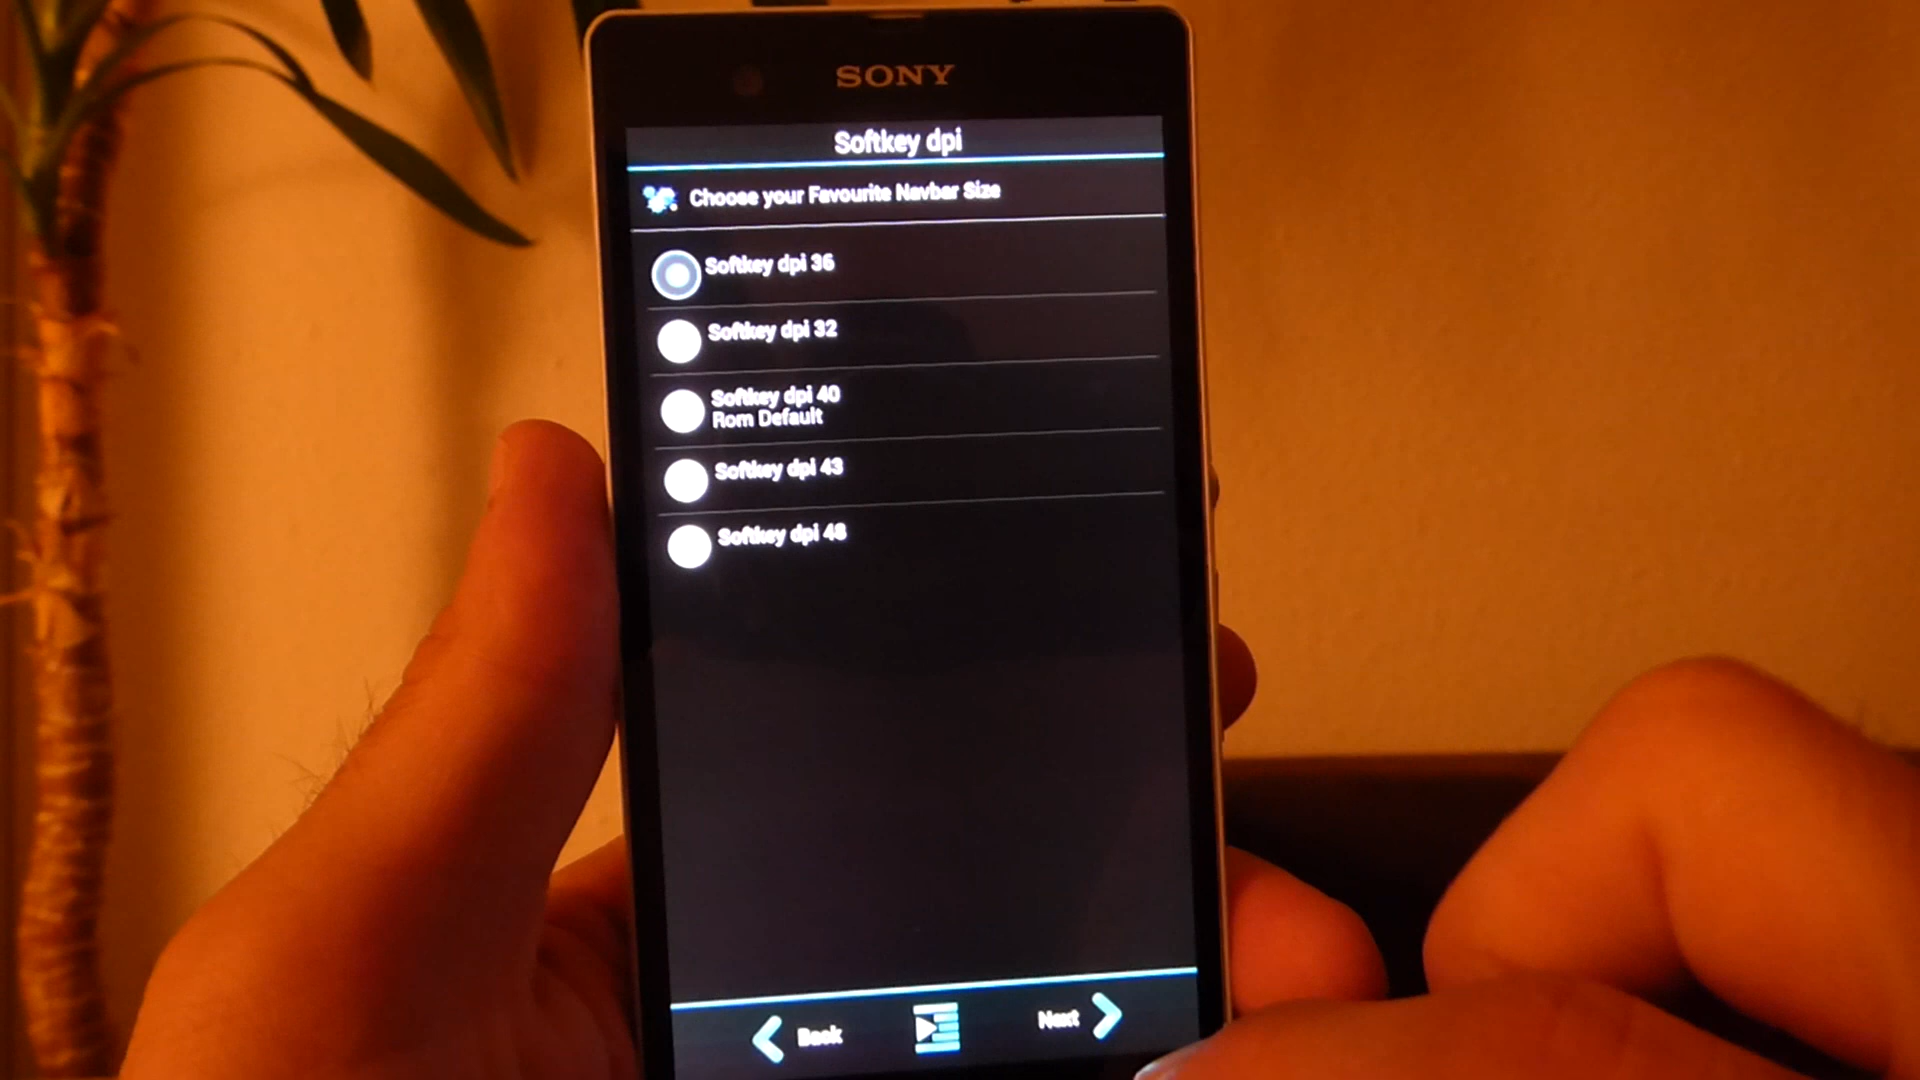 SONY
Softkey dpi
Choose your Favourite Navbar Size
Softkey dpi 36
Softkey dpi 32
Softkey dpi 40
Rom Default
Softkey dpi 43
Softkey dpi 48
Back
Next